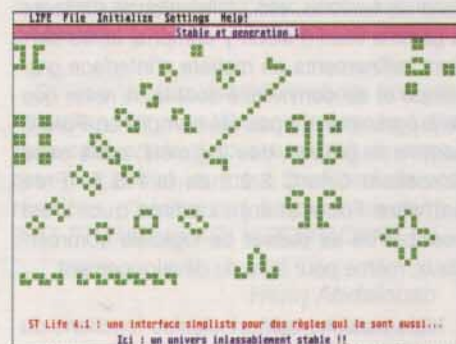 LIFE File Initialize Settings Help!
Stable at generation 1
ST Life 4.1 : une interface simpliste pour des règles qui le sont aussi...
Ici : un univers inlassablement stable !!